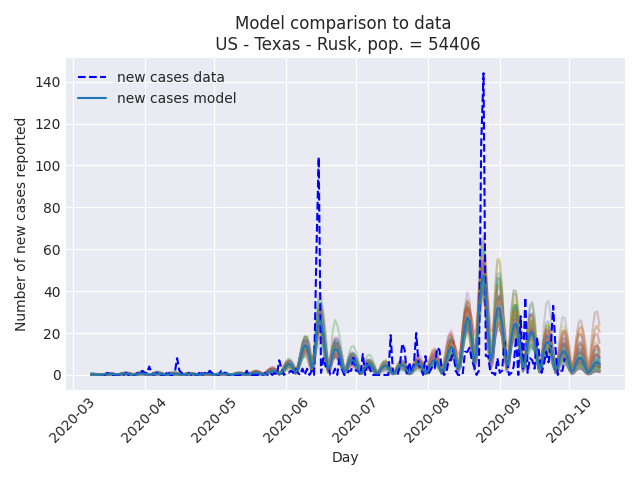 Model comparison to data
US - Texas - Rusk, pop. = 54406
new cases data
new cases model
Number of new cases reported
140
120
100
80
60
40
20
0
2020-03
2020-04
2020-05
2020-06
2020-07
2020-08
2020-09
2020-10
Day